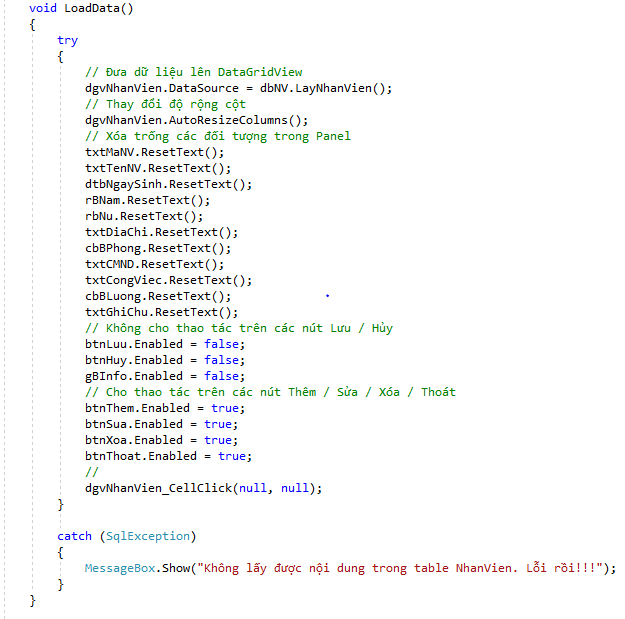 void LoadData()
{
try
{
// Đưa dữ liệu lên DataGridView
dgvNhanVien.DataSource = dbNV.LayNhanVien();
// Thay đổi độ rộng cột
dgvNhanVien.AutoResizeColumns();
// Xóa trống các đối tượng trong Panel
txtMaNV.ResetText();
txtTenNV.ResetText();
dtbNgaySinh.ResetText();
rBNam.ResetText();
rbNu.ResetText();
txtDiaChi.ResetText();
cbBPhong.ResetText();
txtCMND.ResetText();
txtCongViec.ResetText();
cbBLuong.ResetText();
txtGhiChu.ResetText();
// Không cho thao tác trên các nút Lưu / Hủy
btnLuu.Enabled = false;
btnHuy.Enabled = false;
gBInfo.Enabled = false;
// Cho thao tác trên các nút Thêm / Sửa / Xóa / Thoát
btnThem.Enabled = true;
btnSua.Enabled = true;
btnXoa.Enabled = true;
btnThoat.Enabled = true;
//
dgvNhanVien_CellClick(null, null);
}
catch (SqlException)
{
MessageBox.Show("Không lấy được nội dung trong table NhanVien. Lỗi rồi!!!");
}
}